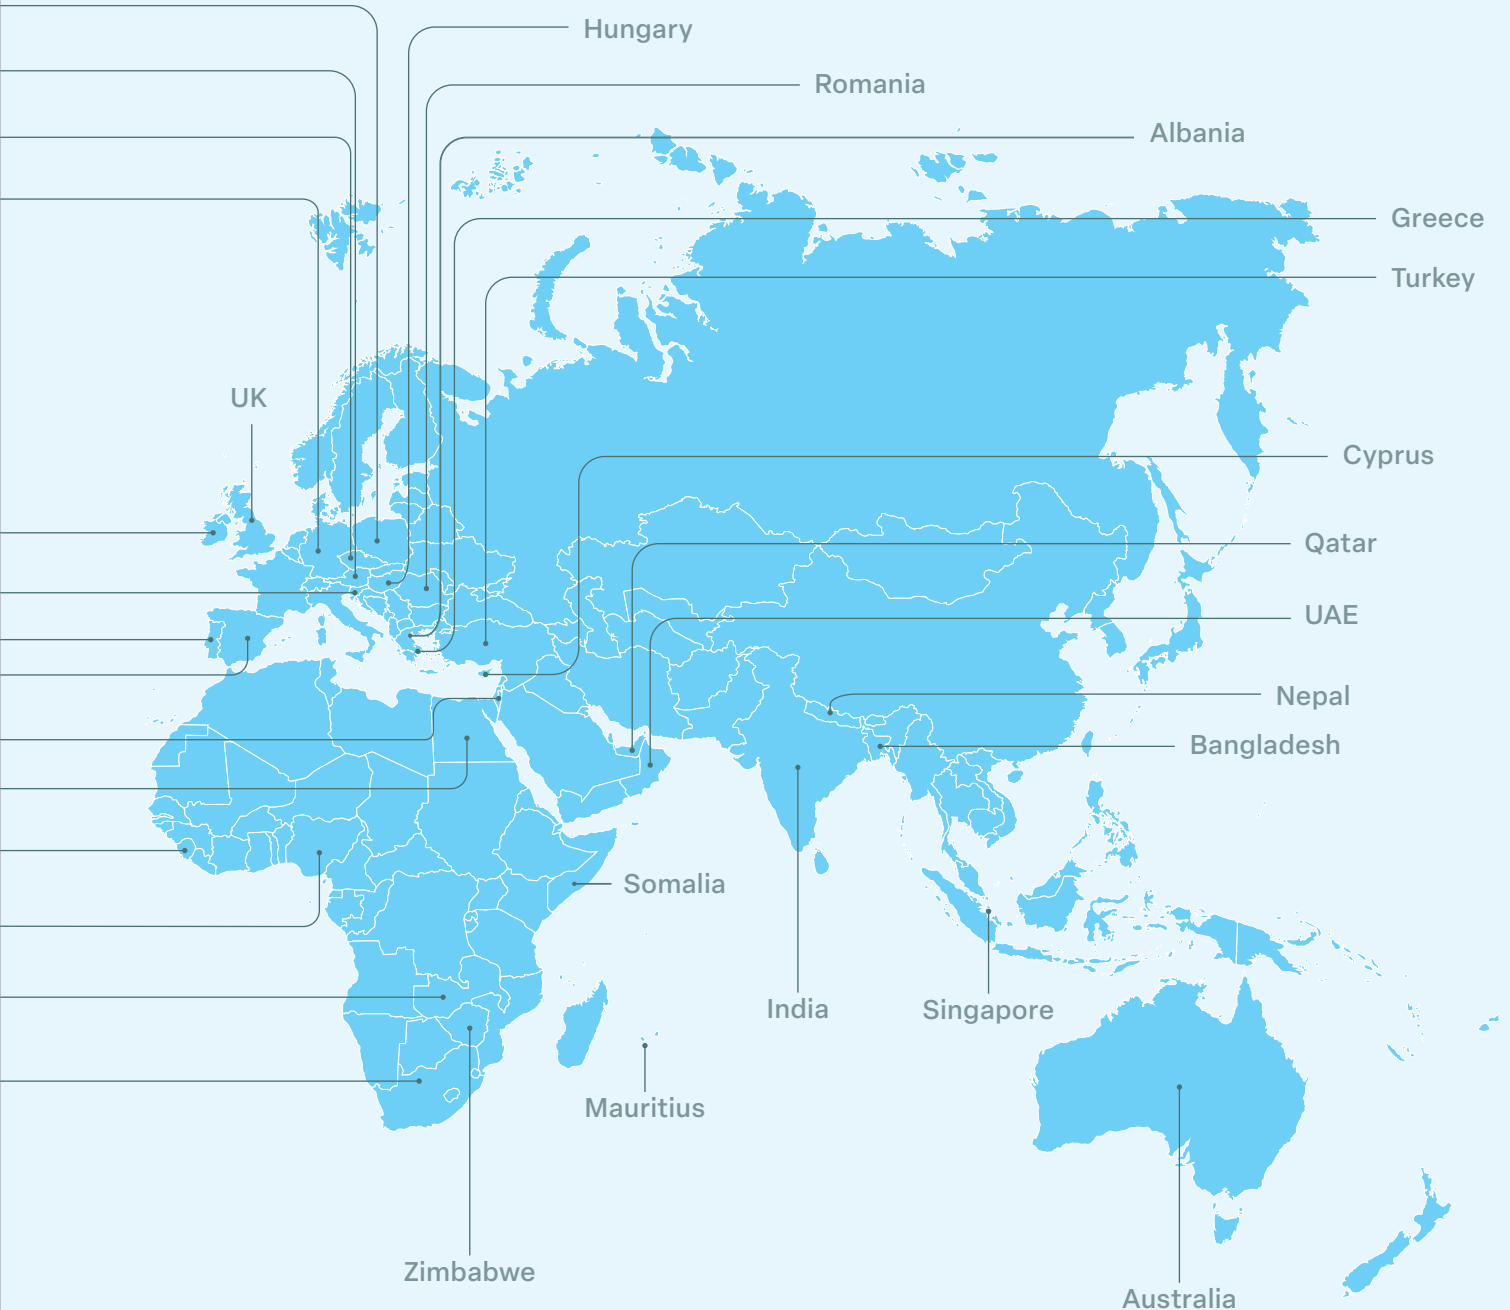 Hungary
Romania
Albania
Greece
Turkey
UK
Cyprus
Qatar
UAE
Nepal
Bangladesh
Somalia
India
Singapore
Mauritius
Zimbabwe
Australia